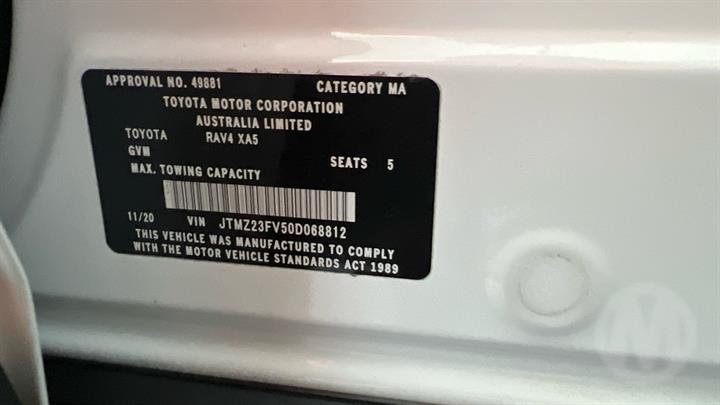 APPROVAL NO. 49881 CATEGORY MA
TOYOTA MOTOR CORPORATION
AUSTRALIA LIMITED
TOYOTA RAV4 XA5
GVM SEATS 5
MAX. TOWING CAPACITY
11/20 VIN JTMZ23FV50D068812
THIS VEHICLE WAS MANUFACTURED TO COMPLY
WITH THE MOTOR VEHICLE STANDARDS ACT 1989
M